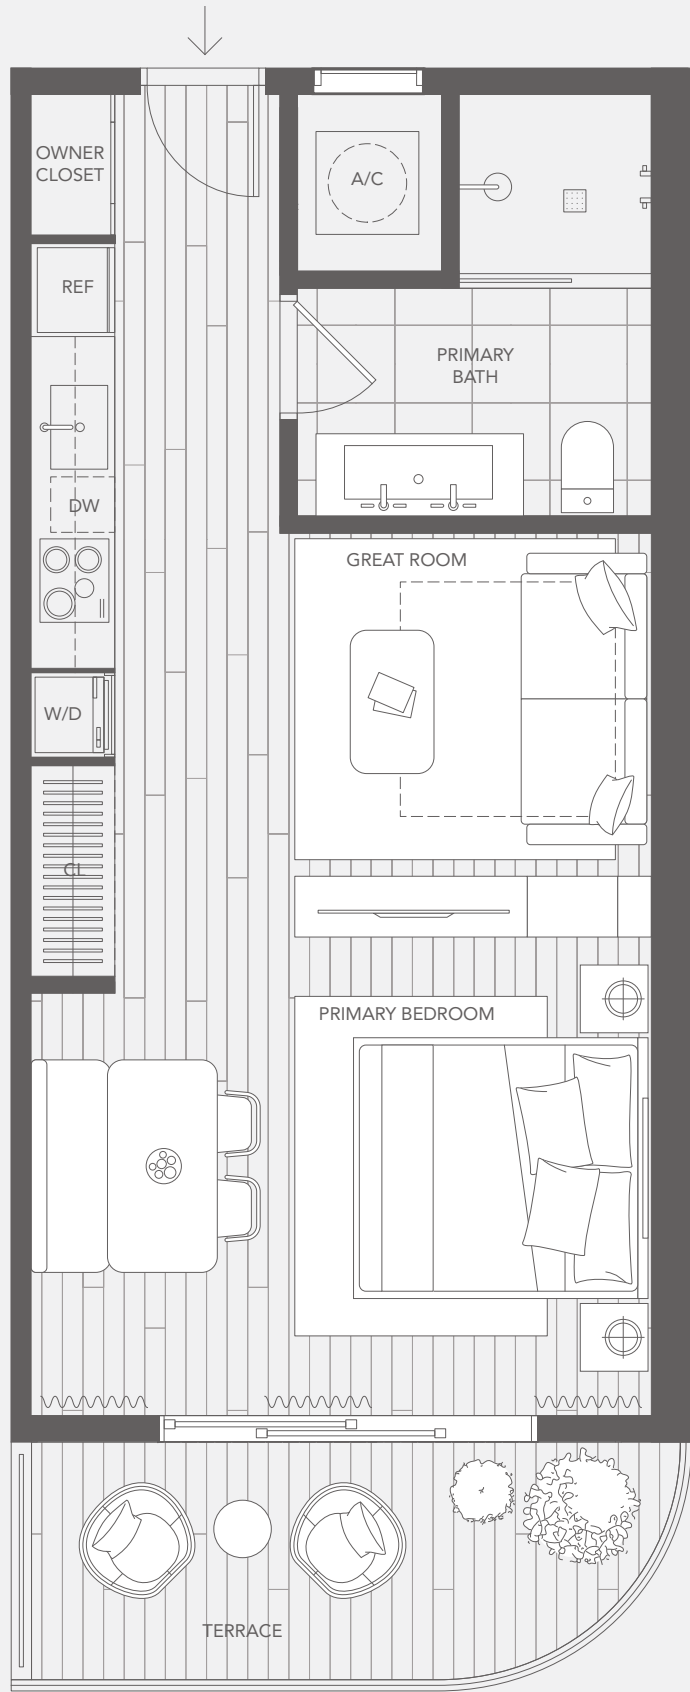 OWNER
CLOSET
A/C
REF
PRIMARY
BATH
DW
GREAT ROOM
W/D
CL
PRIMARY BEDROOM
TERRACE